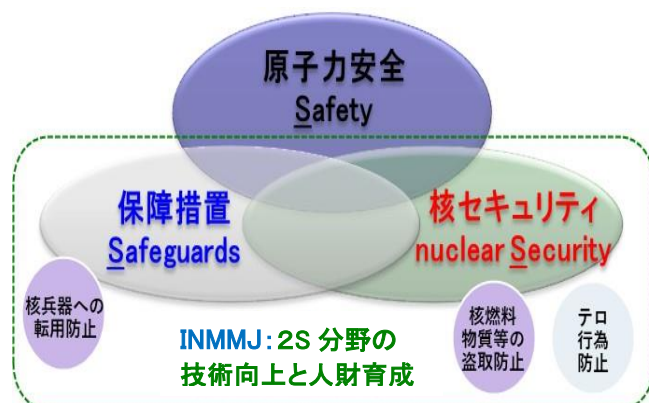 原子力安全
Safety
保障措置
Safeguards
核セキュリティ
nuclear Security
核兵器への
転用防止
核燃料
物質等の
盗取防止
テロ
行為
防止
INMMJ:2S 分野の
技術向上と人財育成